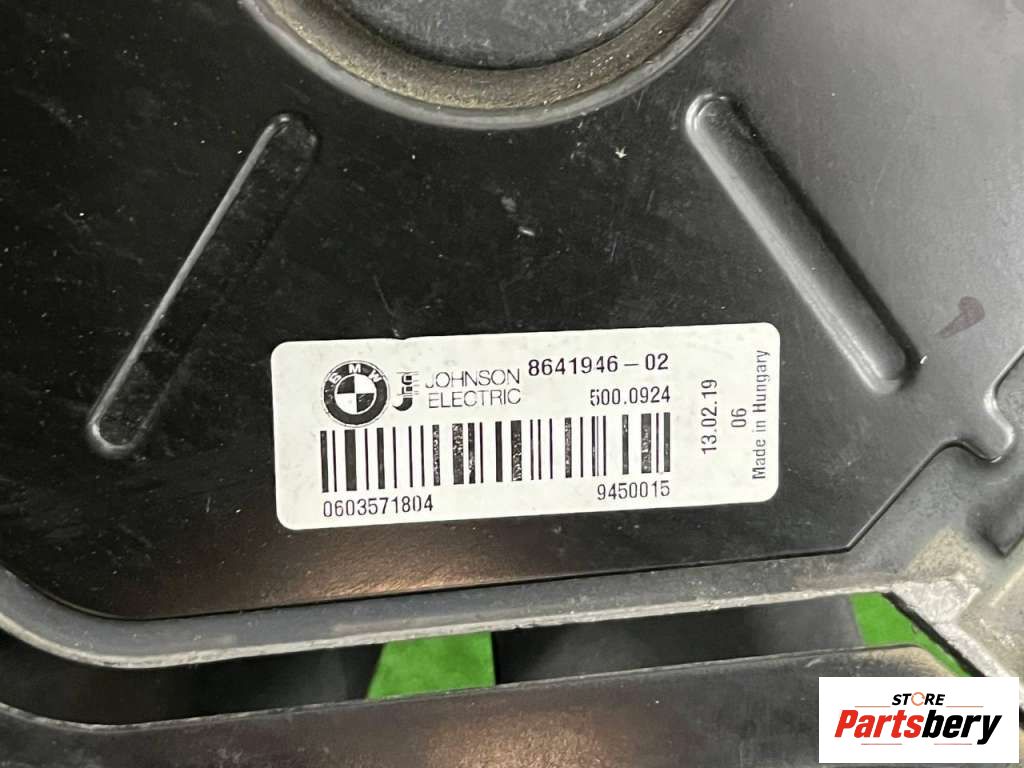 BMW
JOHNSON
ELECTRIC
8641946-02
500.0924
0603571804
9450015
13.02.19
06
Made in Hungary
STORE
Partsbery